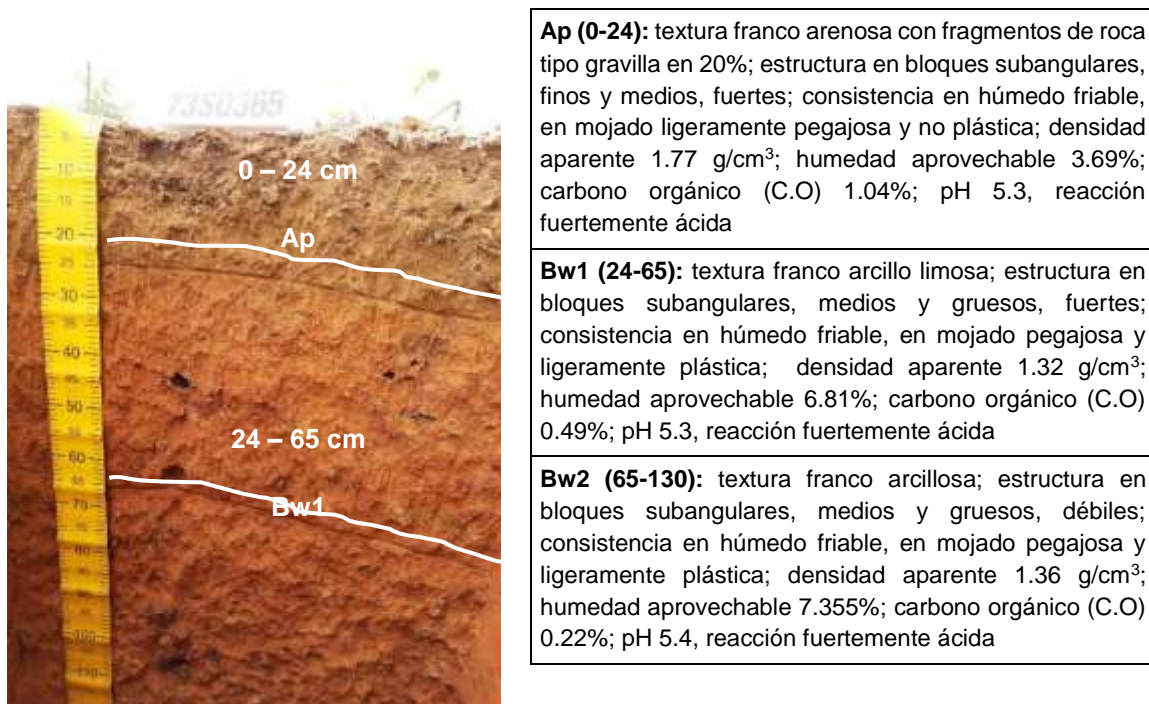 73S0365
0 – 24 cm
Ap
24 – 65 cm
Bw1
10
20
25
30
40
50
70
Ap (0-24): textura franco arenosa con fragmentos de roca
tipo gravilla en 20%; estructura en bloques subangulares,
finos y medios, fuertes; consistencia en húmedo friable,
en mojado ligeramente pegajosa y no plástica; densidad
aparente 1.77 g/cm³; humedad aprovechable 3.69%;
carbono orgánico (C.O) 1.04%; pH 5.3, reacción
fuertemente ácida
Bw1 (24-65): textura franco arcillo limosa; estructura en
bloques subangulares, medios y gruesos, fuertes;
consistencia en húmedo friable, en mojado pegajosa y
ligeramente plástica; densidad aparente 1.32 g/cm³;
humedad aprovechable 6.81%; carbono orgánico (C.O)
0.49%; pH 5.3, reacción fuertemente ácida
Bw2 (65-130): textura franco arcillosa; estructura en
bloques subangulares, medios y gruesos, débiles;
consistencia en húmedo friable, en mojado pegajosa y
ligeramente plástica; densidad aparente 1.36 g/cm³;
humedad aprovechable 7.355%; carbono orgánico (C.O)
0.22%; pH 5.4, reacción fuertemente ácida